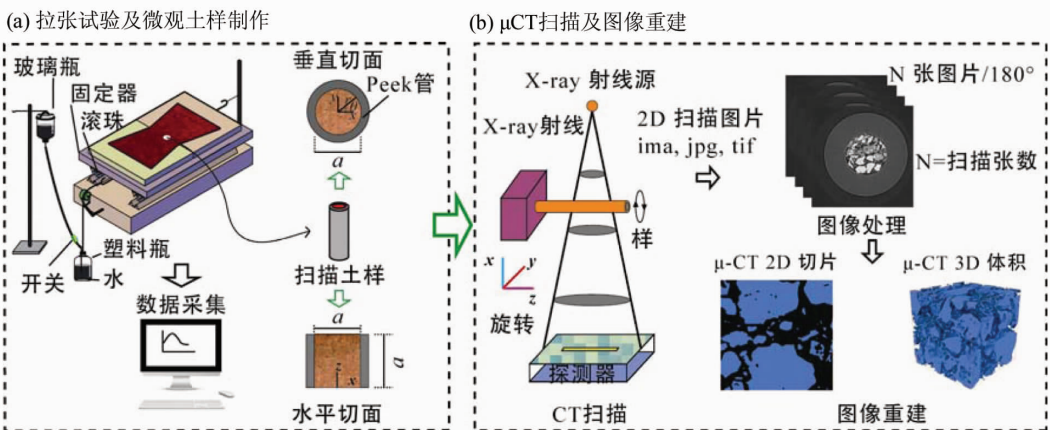 (a) 拉张试验及微观土样制作
玻璃瓶
固定器
滚珠
开关
塑料瓶
水
数据采集
垂直切面
Peek管
y
x
a
扫描土样
a
a
z
x
水平切面
(b) μCT扫描及图像重建
X-ray 射线源
X-ray射线
样
x
y
z
旋转
探测器
CT扫描
2D 扫描图片
ima, jpg, tif
N 张图片/180°
N=扫描张数
图像处理
μ-CT 2D 切片
μ-CT 3D 体积
图像重建